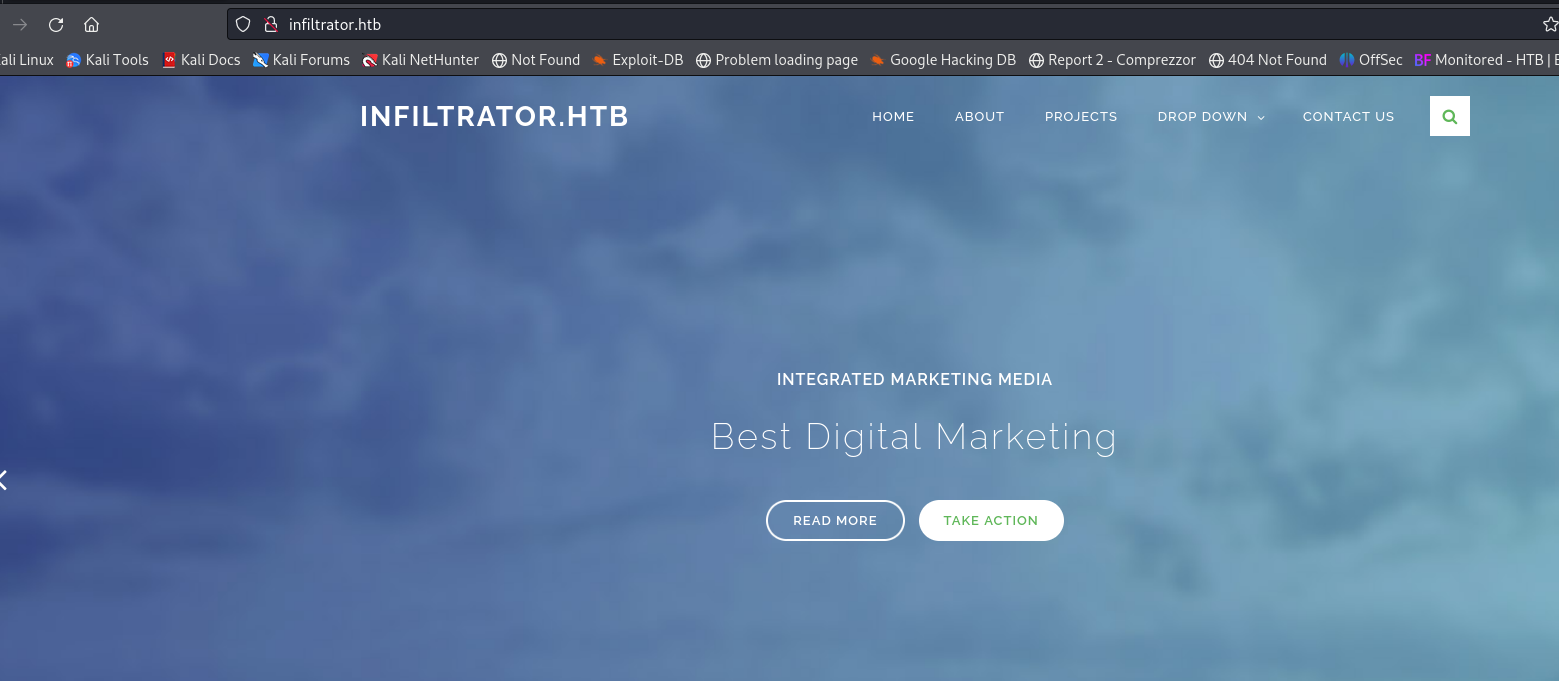 infiltrator.htb
ali Linux Kali Tools Kali Docs Kali Forums Kali NetHunter Not Found Exploit-DB Problem loading page Google Hacking DB Report 2 - Comprezzor 404 Not Found OffSec BF Monitored - HTB | E
INFILTRATOR.HTB HOME ABOUT PROJECTS DROP DOWN CONTACT US
INTEGRATED MARKETING MEDIA
Best Digital Marketing
READ MORE TAKE ACTION